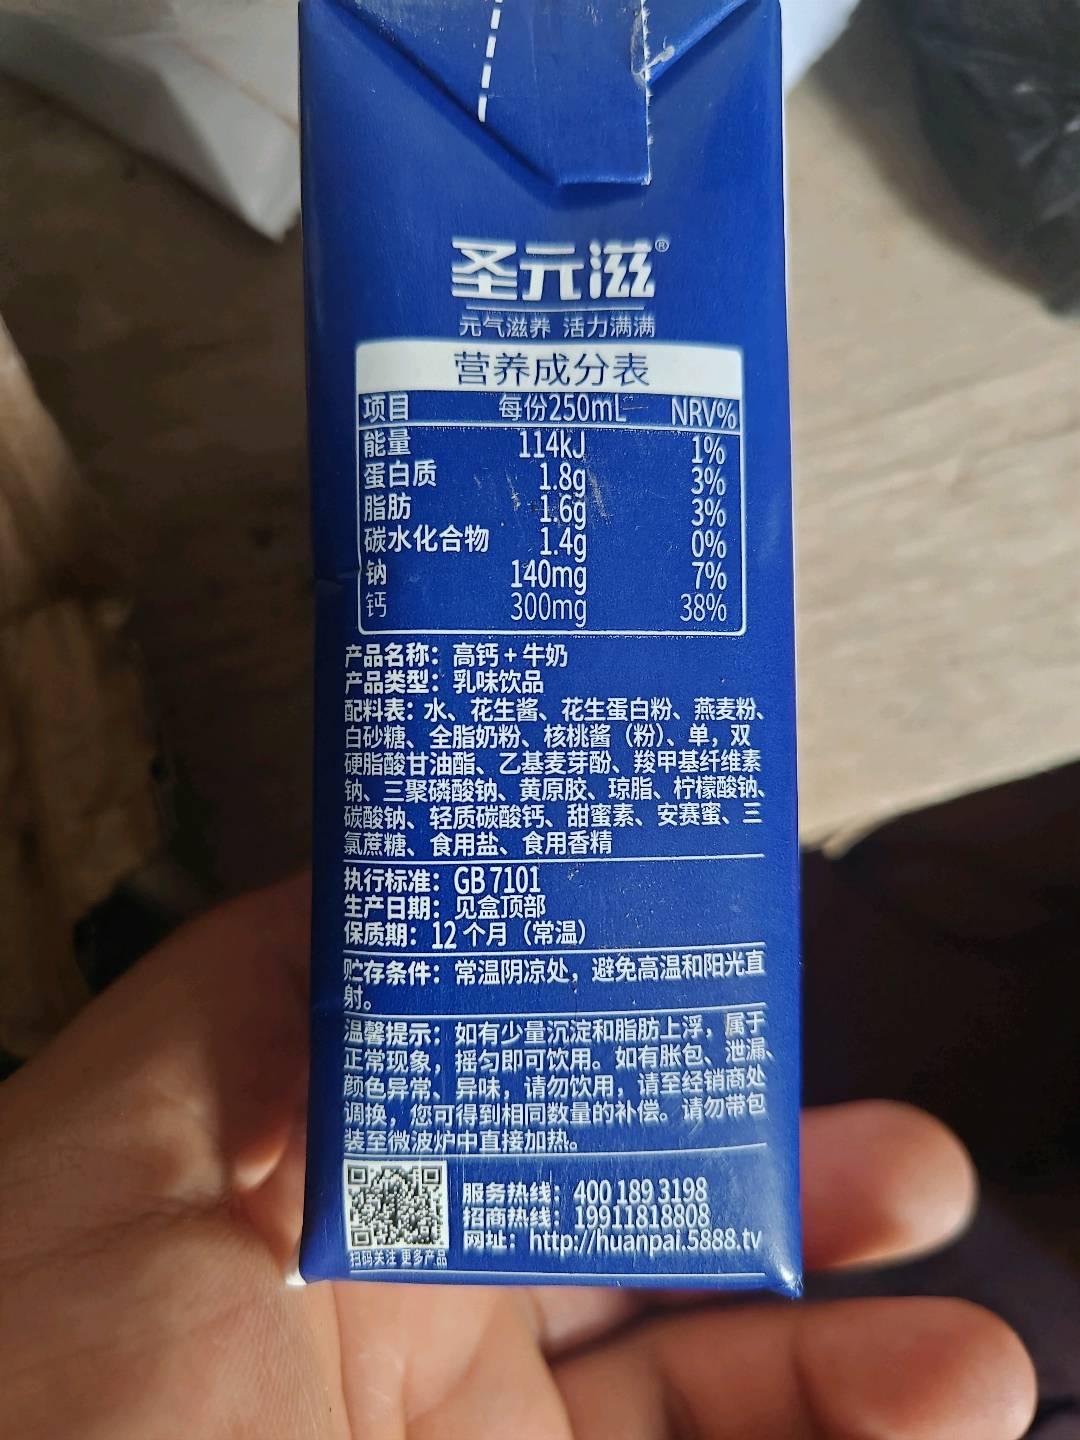 圣元滋®
元气滋养 活力满满
营养成分表
项目 每份250mL NRV%
能量 114kJ 1%
蛋白质 1.8g 3%
脂肪 1.6g 3%
碳水化合物 1.4g 0%
钠 140mg 7%
钙 300mg 38%
产品名称：高钙+牛奶
产品类型：乳味饮品
配料表：水、花生酱、花生蛋白粉、燕麦粉、
白砂糖、全脂奶粉、核桃酱（粉）、单，双
硬脂酸甘油酯、乙基麦芽酚、羧甲基纤维素
钠、三聚磷酸钠、黄原胶、琼脂、柠檬酸钠、
碳酸钠、轻质碳酸钙、甜蜜素、安赛蜜、三
氯蔗糖、食用盐、食用香精
执行标准：GB 7101
生产日期：见盒顶部
保质期：12个月（常温）
贮存条件：常温阴凉处，避免高温和阳光直
射。
温馨提示：如有少量沉淀和脂肪上浮，属于
正常现象，摇匀即可饮用。如有胀包、泄漏、
颜色异常、异味，请勿饮用，请至经销商处
调换，您可得到相同数量的补偿。请勿带包
装至微波炉中直接加热。
服务热线：400 189 3198
招商热线：19911818808
网址：http://huanpai.5888.tv
扫码关注 更多产品